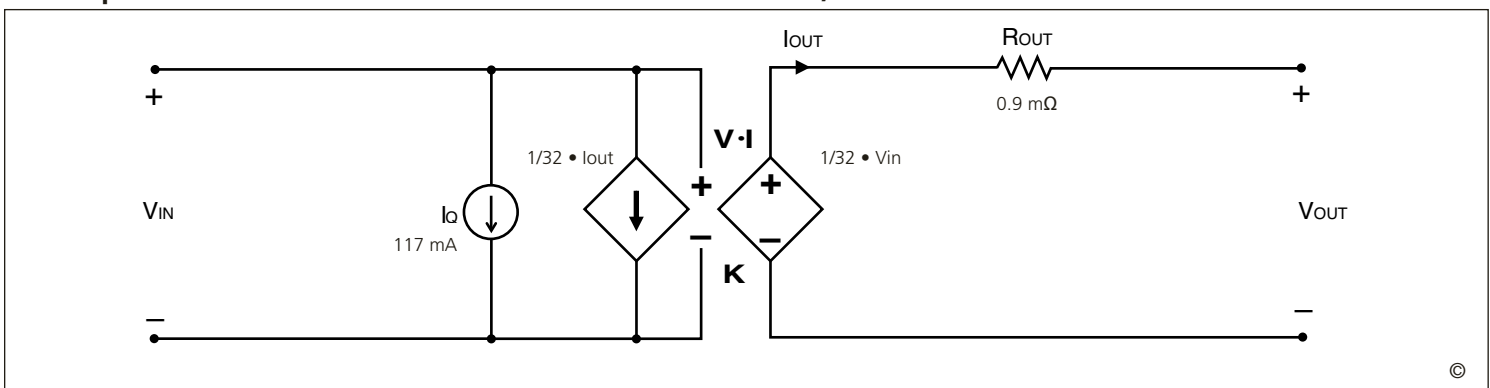 IOUT
ROUT
0.9 mΩ
+
+
V•I
1/32 • Iout
1/32 • Vin
+
+
VIN
IQ
117 mA
VOUT
–
–
K
–
–
©